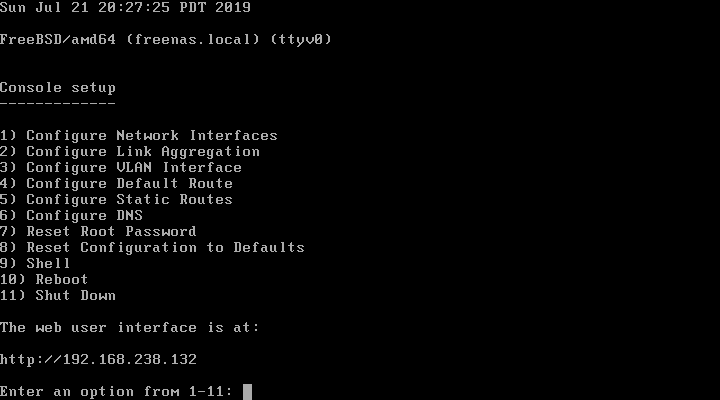 Sun Jul 21 20:27:25 PDT 2019
FreeBSD/amd64 (freenas.local) (ttyv0)
Console setup
-------------
1) Configure Network Interfaces
2) Configure Link Aggregation
3) Configure VLAN Interface
4) Configure Default Route
5) Configure Static Routes
6) Configure DNS
7) Reset Root Password
8) Reset Configuration to Defaults
9) Shell
10) Reboot
11) Shut Down
The web user interface is at:
http://192.168.238.132
Enter an option from 1-11: